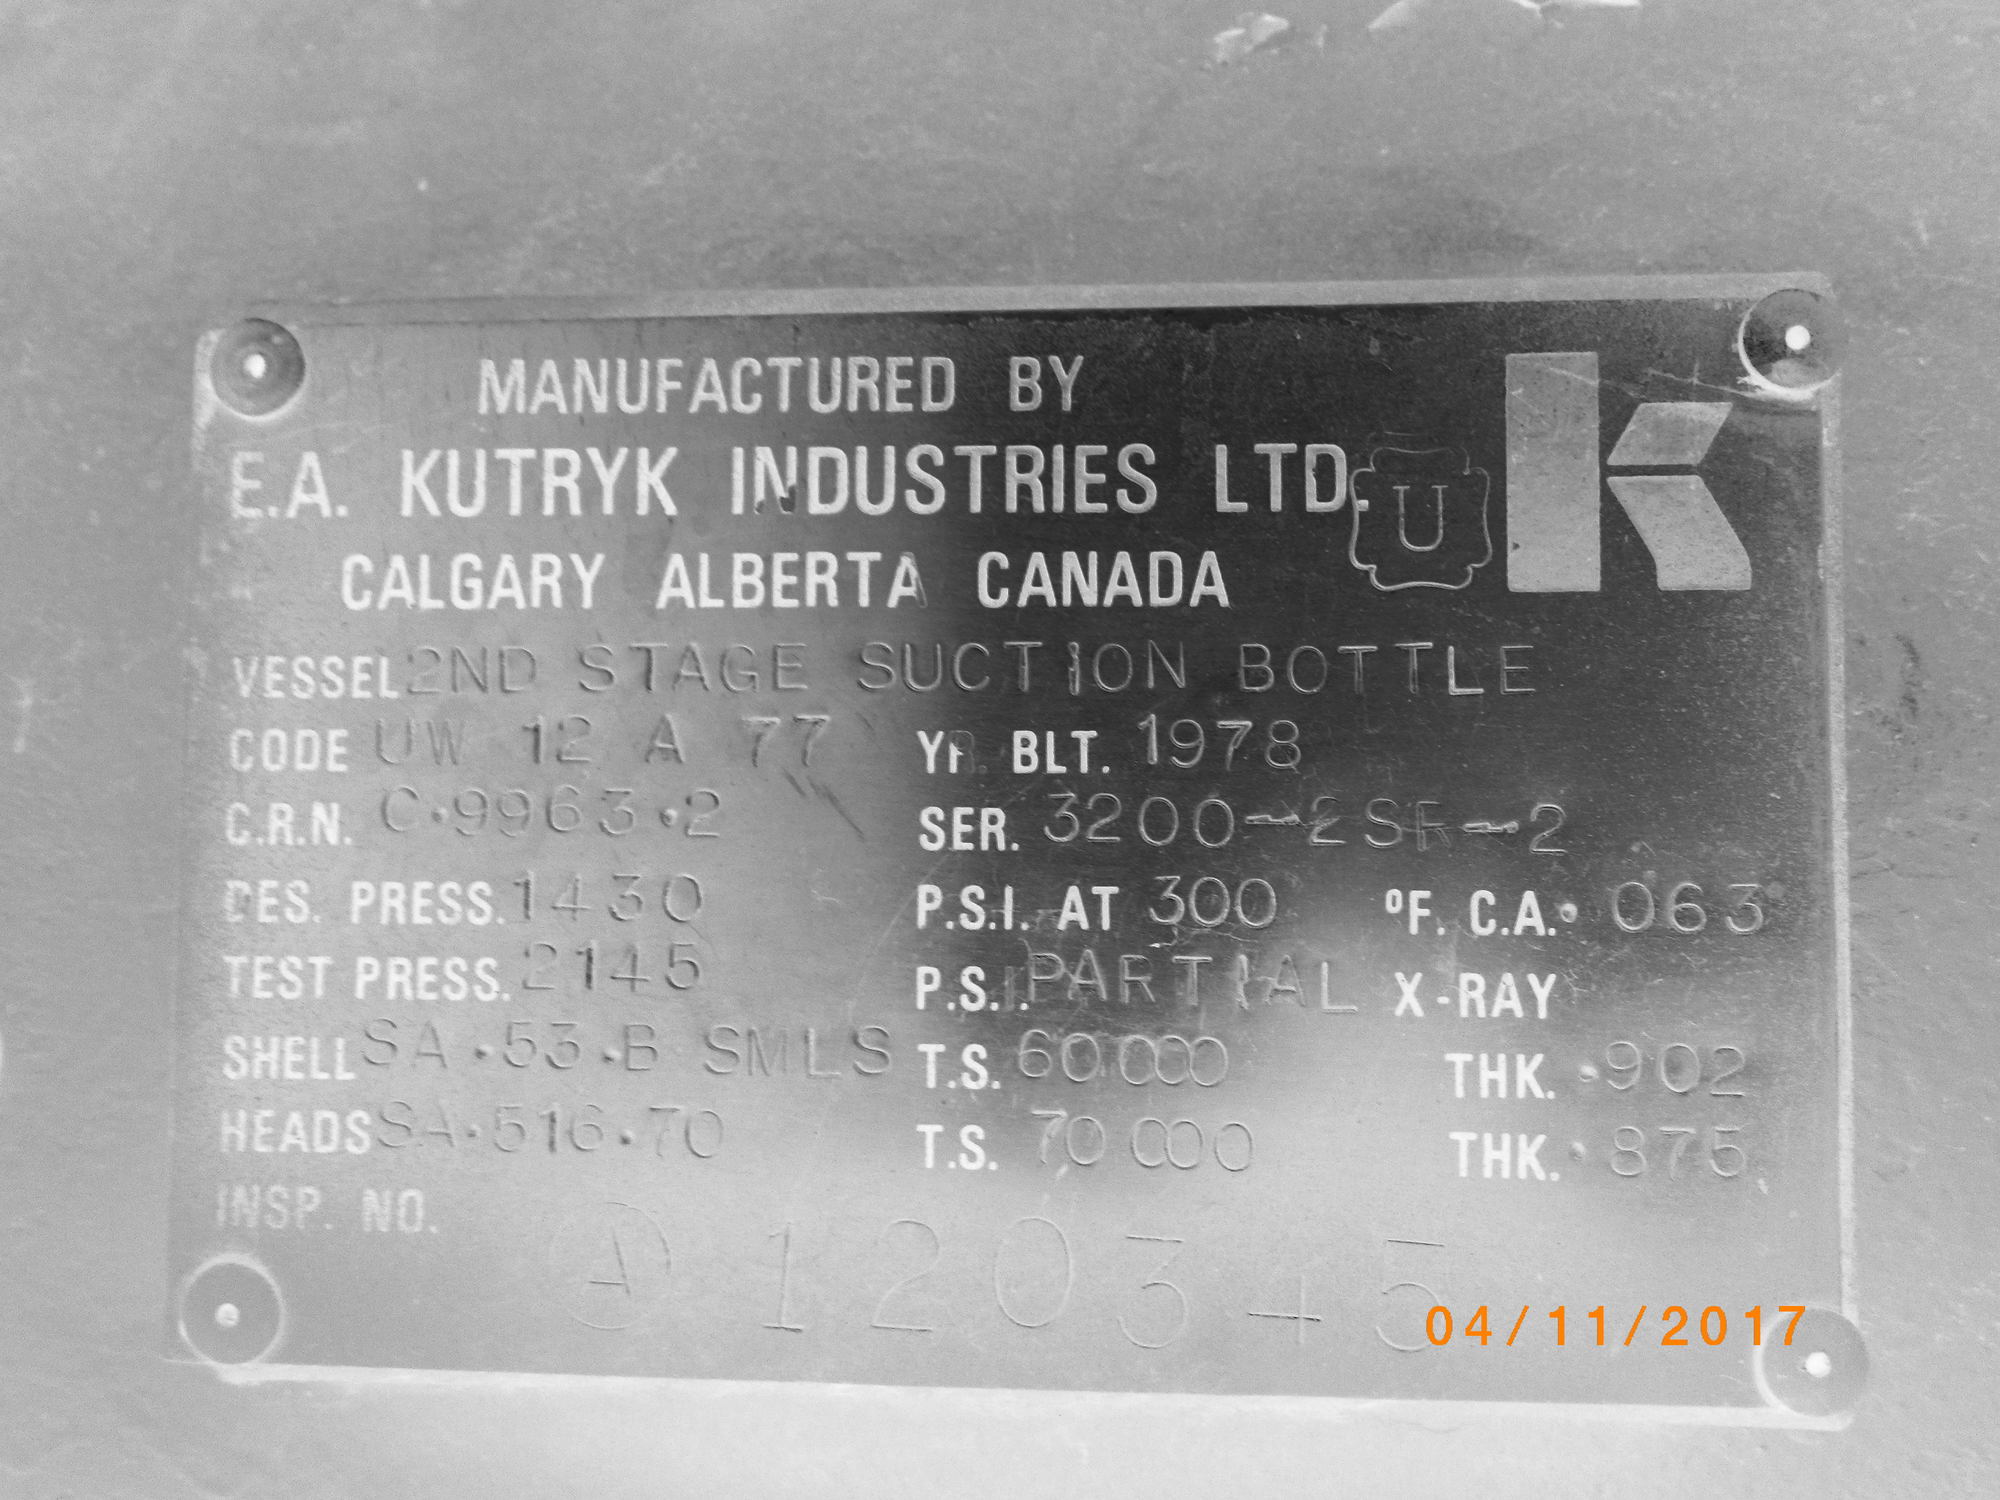 MANUFACTURED BY
E.A. KUTRYK INDUSTRIES LTD.
U
K
CALGARY ALBERTA CANADA
VESSEL 2ND STAGE SUCTION BOTTLE
CODE UW 12 A 77 YR. BLT. 1978
C.R.N. C·9963·2 SER. 3200-2SF-2
DES. PRESS. 1430 P.S.I. AT 300 °F. C.A. ·063
TEST PRESS. 2145 P.S.I. PARTIAL X-RAY
SHELL SA·53·B SMLS T.S. 60000 THK. ·902
HEADS SA·516·70 T.S. 70000 THK. ·875
INSP. NO.
A 120345
04/11/2017